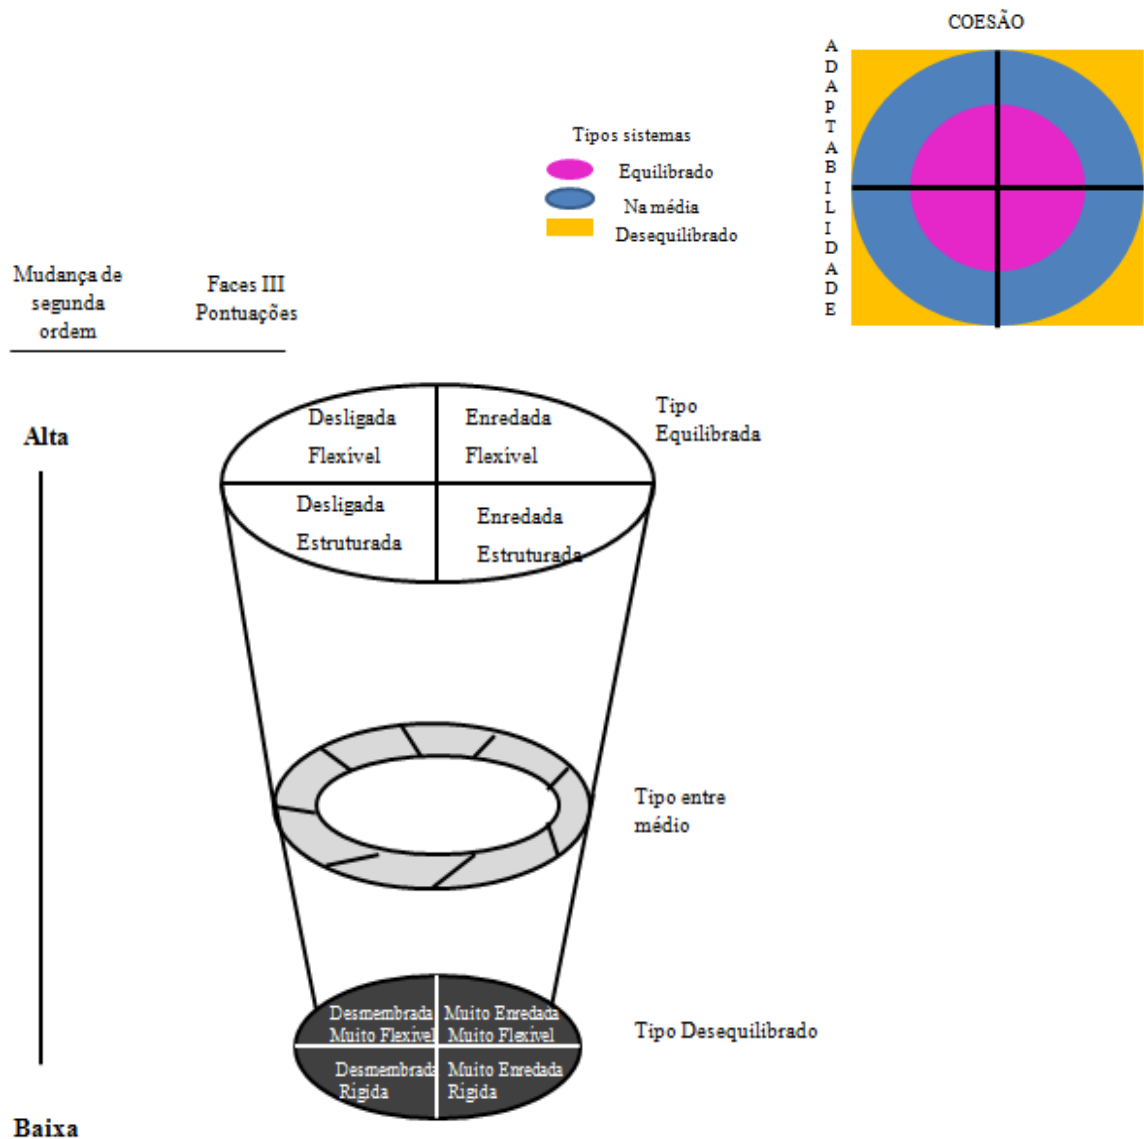 COESÃO
A
D
A
P
T
A
B
I
L
I
D
A
D
E
Tipos sistemas
Equilibrado
Na média
Desequilibrado
Mudança de
segunda
ordem
Faces III
Pontuações
Alta
Desligada
Flexível
Enredada
Flexível
Desligada
Estruturada
Enredada
Estruturada
Tipo
Equilibrada
Tipo entre
médio
Desmembrada
Muito Flexível
Muito Enredada
Muito Flexível
Desmembrada
Rígida
Muito Enredada
Rígida
Tipo Desequilibrado
Baixa